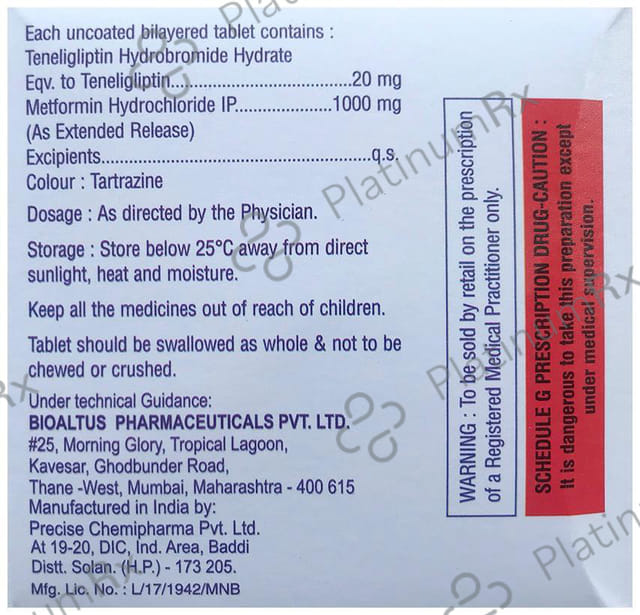 Each uncoated bilayered tablet contains :
Teneligliptin Hydrobromide Hydrate
Eqv. to Teneligliptin..............................20 mg
Metformin Hydrochloride IP...................1000 mg
(As Extended Release)
Excipients.....................................................q.s.
Colour : Tartrazine
Dosage : As directed by the Physician.
Storage : Store below 25°C away from direct
sunlight, heat and moisture.
Keep all the medicines out of reach of children.
Tablet should be swallowed as whole & not to be
chewed or crushed.
Under technical Guidance:
BIOALTUS PHARMACEUTICALS PVT. LTD.
#25, Morning Glory, Tropical Lagoon,
Kavesar, Ghodbunder Road,
Thane -West, Mumbai, Maharashtra - 400 615
Manufactured in India by:
Precise Chemipharma Pvt. Ltd.
At 19-20, DIC, Ind. Area, Baddi
Distt. Solan. (H.P.) - 173 205.
Mfg. Lic. No. : L/17/1942/MNB
WARNING : To be sold by retail on the prescription
of a Registered Medical Practitioner only.
SCHEDULE G PRESCRIPTION DRUG-CAUTION :
It is dangerous to take this preparation except
under medical supervision.
PlatinumRx
PlatinumRx
PlatinumRx
Rx
Platin